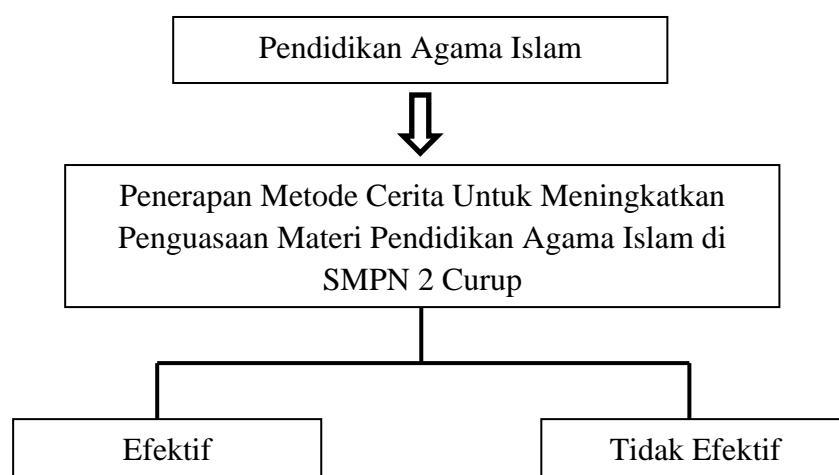 Pendidikan Agama Islam
Penerapan Metode Cerita Untuk Meningkatkan
Penguasaan Materi Pendidikan Agama Islam di
SMPN 2 Curup
Efektif
Tidak Efektif